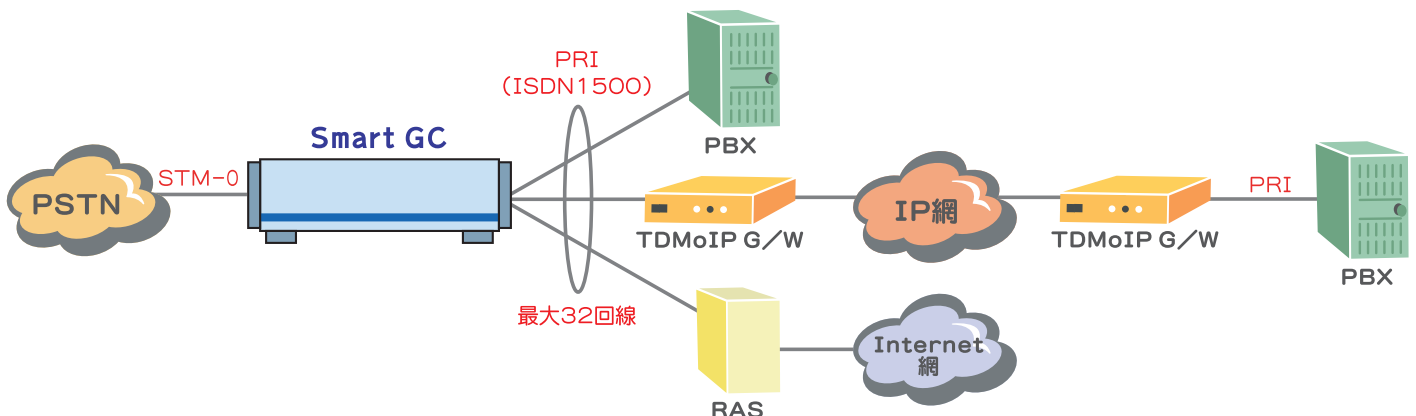 PRI
(ISDN1500)
Smart GC
PBX
STM-0
PSTN
PRI
IP網
TDMoIP G／W
TDMoIP G／W
PBX
最大32回線
Internet
網
RAS